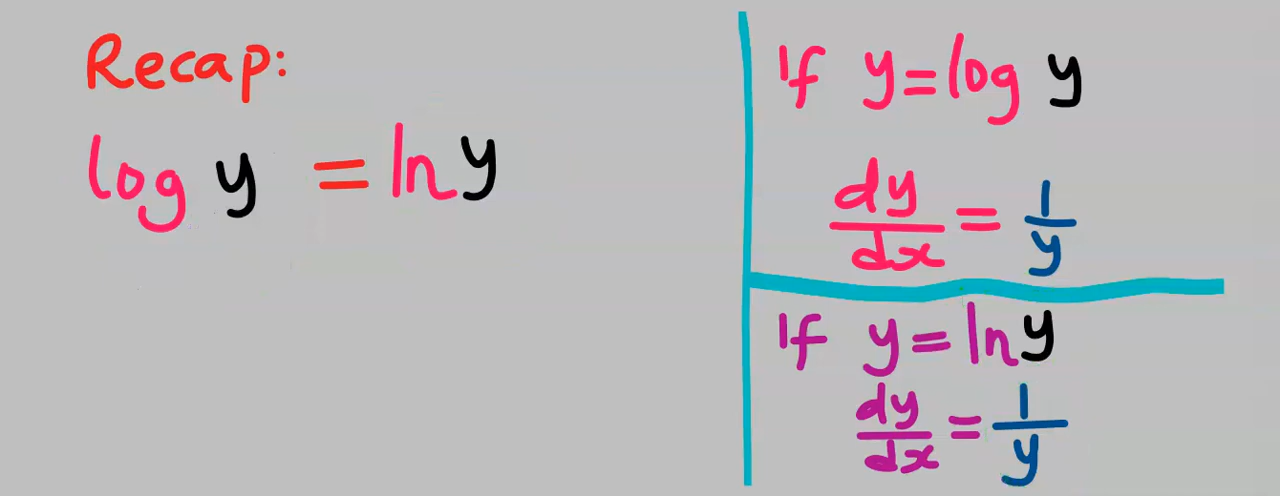 Recap:
log y = ln y
If y = log y
dy/dx = 1/y
If y = ln y
dy/dx = 1/y